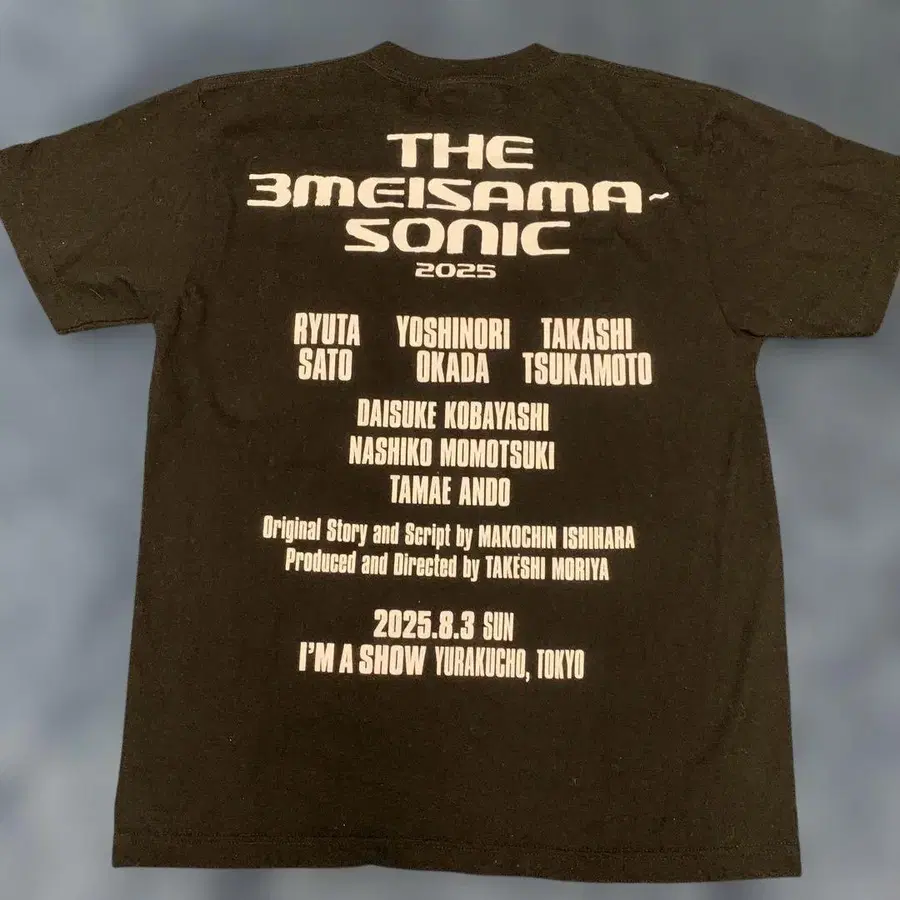 THE
3MEISAMA~
SONIC
2025
RYUTA SATO
YOSHINORI OKADA
TAKASHI TSUKAMOTO
DAISUKE KOBAYASHI
NASHIKO MOMOTSUKI
TAMAE ANDO
Original Story and Script by MAKOCHIN ISHIHARA
Produced and Directed by TAKESHI MORIYA
2025.8.3 SUN
I'M A SHOW YURAKUCHO, TOKYO